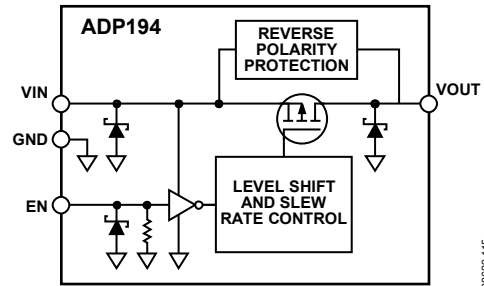 ADP194
REVERSE
POLARITY
PROTECTION
VIN
VOUT
GND
EN
LEVEL SHIFT
AND SLEW
RATE CONTROL